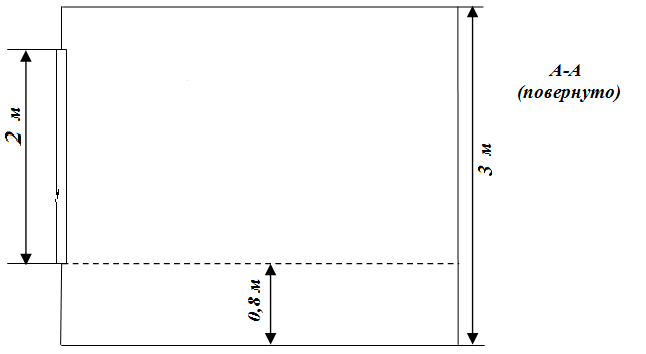 А-А
(повернуто)
2 м
3 м
0,8 м